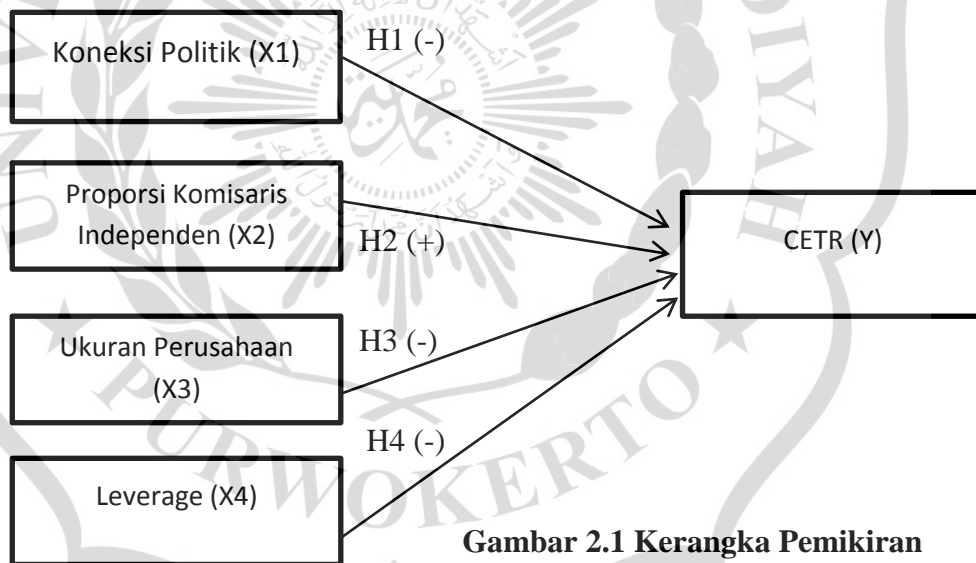 Koneksi Politik (X1)
H1 (-)
Proporsi Komisaris
Independen (X2)
H2 (+)
CETR (Y)
Ukuran Perusahaan
(X3)
H3 (-)
H4 (-)
Leverage (X4)
Gambar 2.1 Kerangka Pemikiran
PURWOKERTO